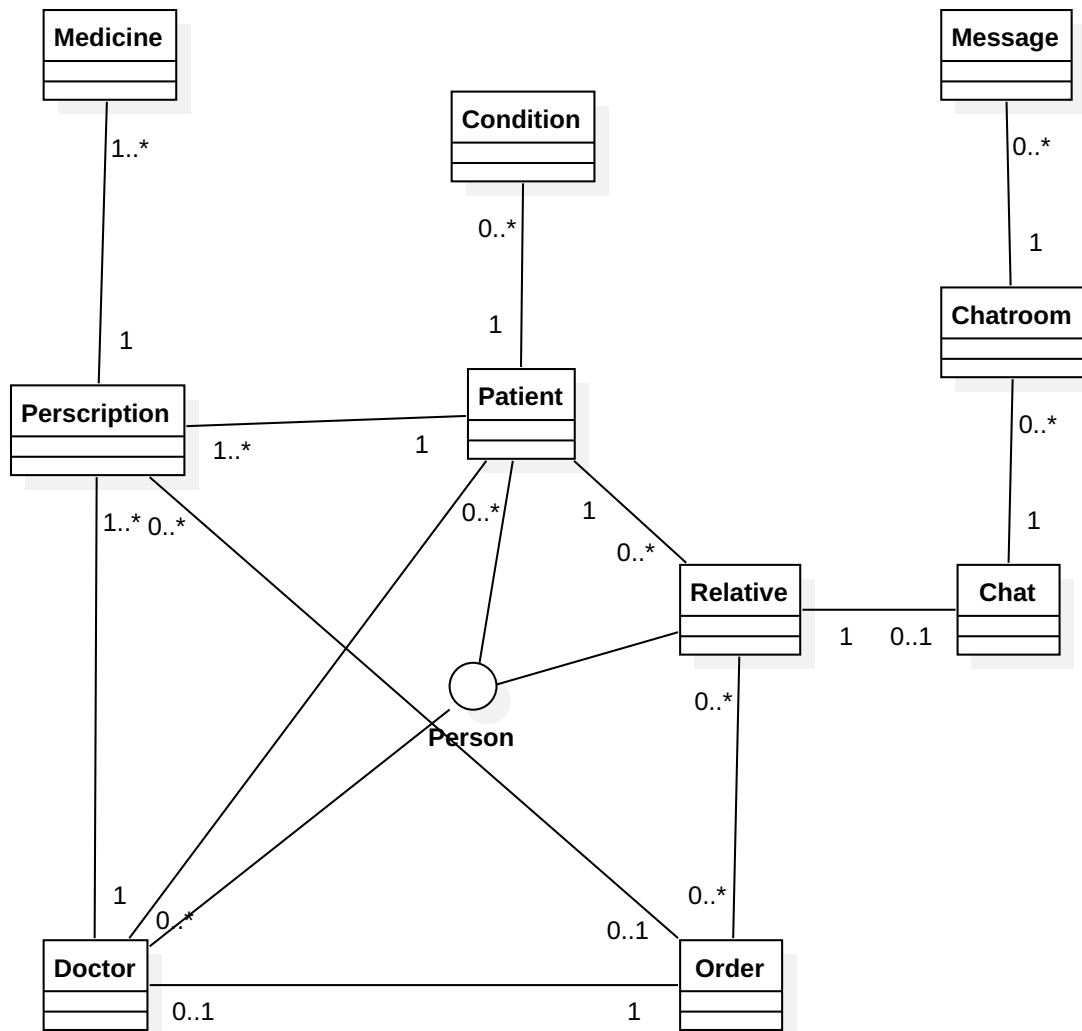 Medicine
Message
Condition
1..*
0..*
0..*
1
Chatroom
1
1
Patient
Perscription
1..*
1
0..*
1..*
0..*
0..*
1
0..*
1
Relative
Chat
1
0..1
0..*
Person
1
0..*
0..*
0..1
Doctor
Order
0..1
1